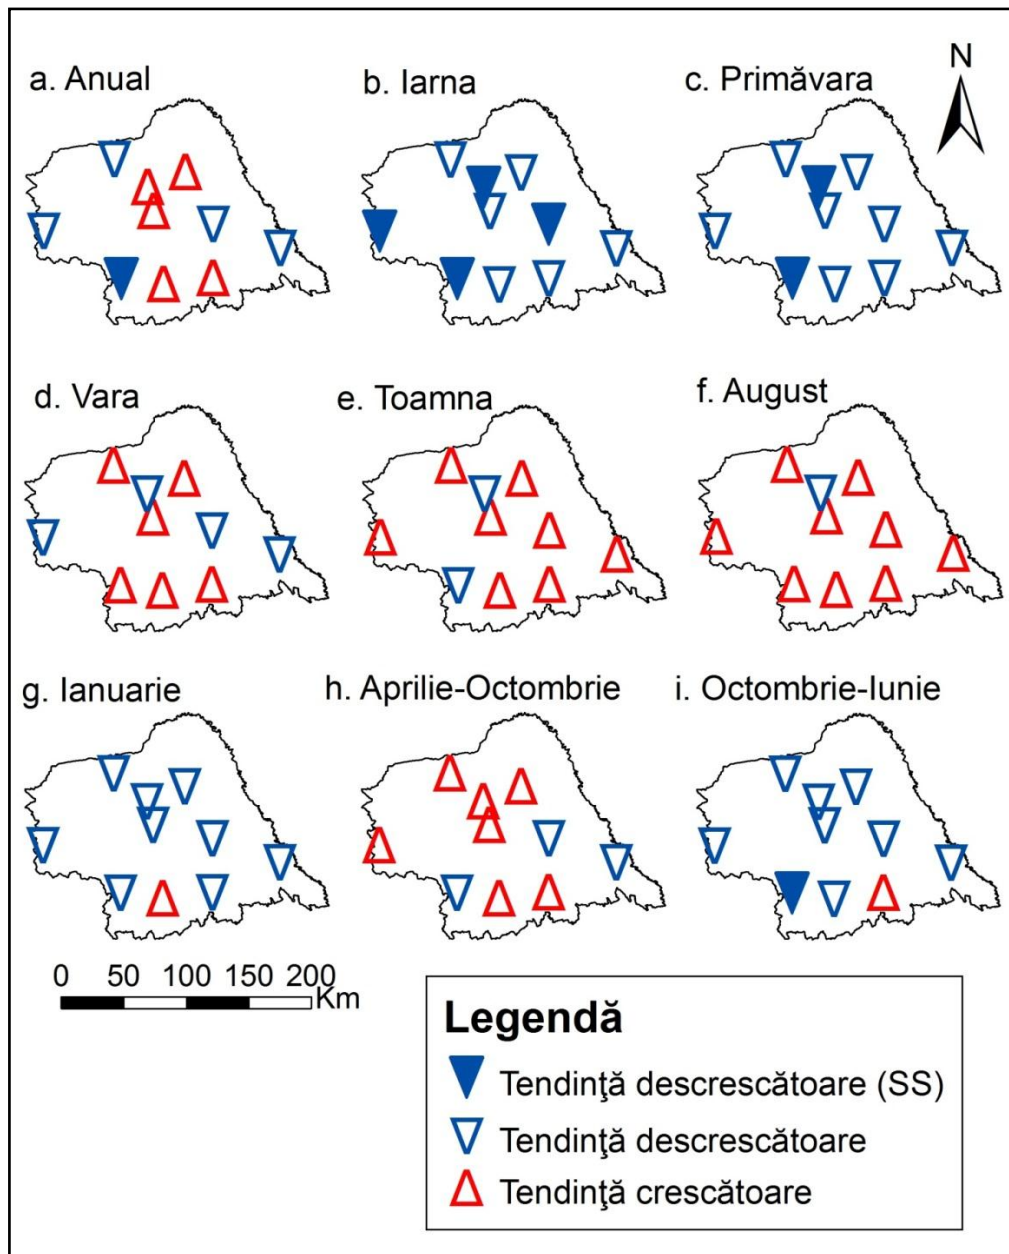 N
a. Anual
b. Iarna
c. Primăvara
d. Vara
e. Toamna
f. August
g. Ianuarie
h. Aprilie-Octombrie
i. Octombrie-Iunie
0 50 100 150 200
Km
Legendă
Tendinţă descrescătoare (SS)
Tendinţă descrescătoare
Tendinţă crescătoare